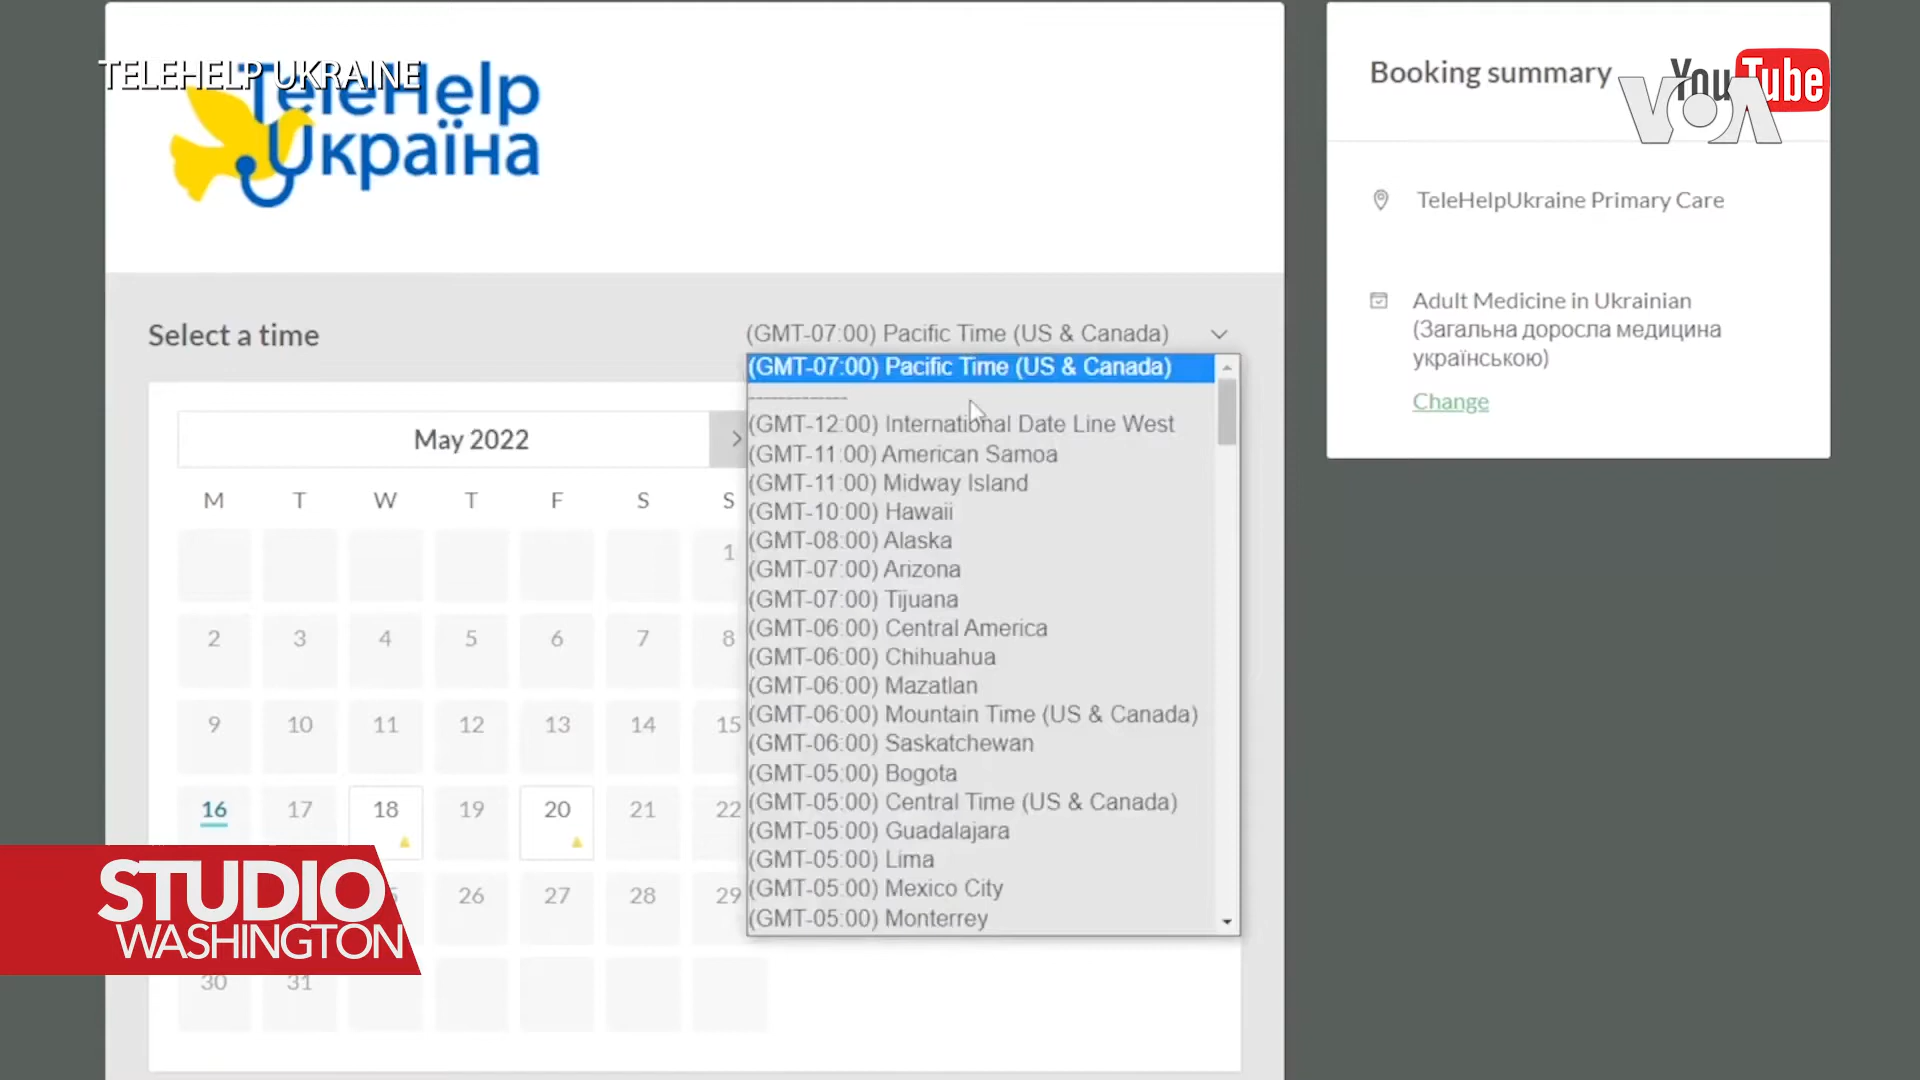 TELEHELP UKRAINE
TeleHelp
Україна
Booking summary
YouTube
VOA
TeleHelpUkraine Primary Care
Adult Medicine in Ukrainian
(Загальна доросла медицина
українською)
Change
Select a time
(GMT-07:00) Pacific Time (US & Canada)
(GMT-07:00) Pacific Time (US & Canada)
-------------
(GMT-12:00) International Date Line West
(GMT-11:00) American Samoa
(GMT-11:00) Midway Island
(GMT-10:00) Hawaii
(GMT-08:00) Alaska
(GMT-07:00) Arizona
(GMT-07:00) Tijuana
(GMT-06:00) Central America
(GMT-06:00) Chihuahua
(GMT-06:00) Mazatlan
(GMT-06:00) Mountain Time (US & Canada)
(GMT-06:00) Saskatchewan
(GMT-05:00) Bogota
(GMT-05:00) Central Time (US & Canada)
(GMT-05:00) Guadalajara
(GMT-05:00) Lima
(GMT-05:00) Mexico City
(GMT-05:00) Monterrey
May 2022
M T W T F S S
1
2 3 4 5 6 7 8
9 10 11 12 13 14 15
16 17 18 19 20 21 22
26 27 28 29
30 31
STUDIO
WASHINGTON